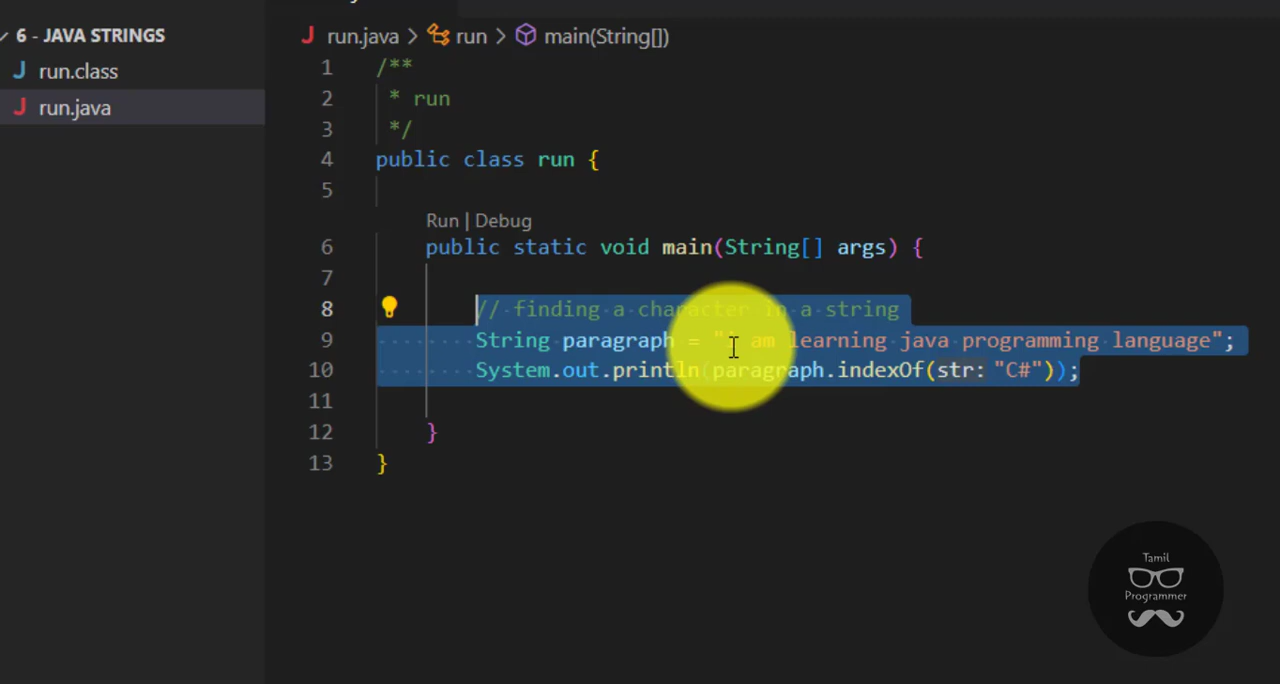 6 - JAVA STRINGS
run.class
run.java
run.java > run > main(String[])
1 /**
2 * run
3 */
4 public class run {
5
Run | Debug
6 public static void main(String[] args) {
7
8 // finding a character in a string
9 String paragraph = "i am learning java programming language";
10 System.out.println(paragraph.indexOf(str: "C#"));
11
12 }
13 }
Tamil
Programmer